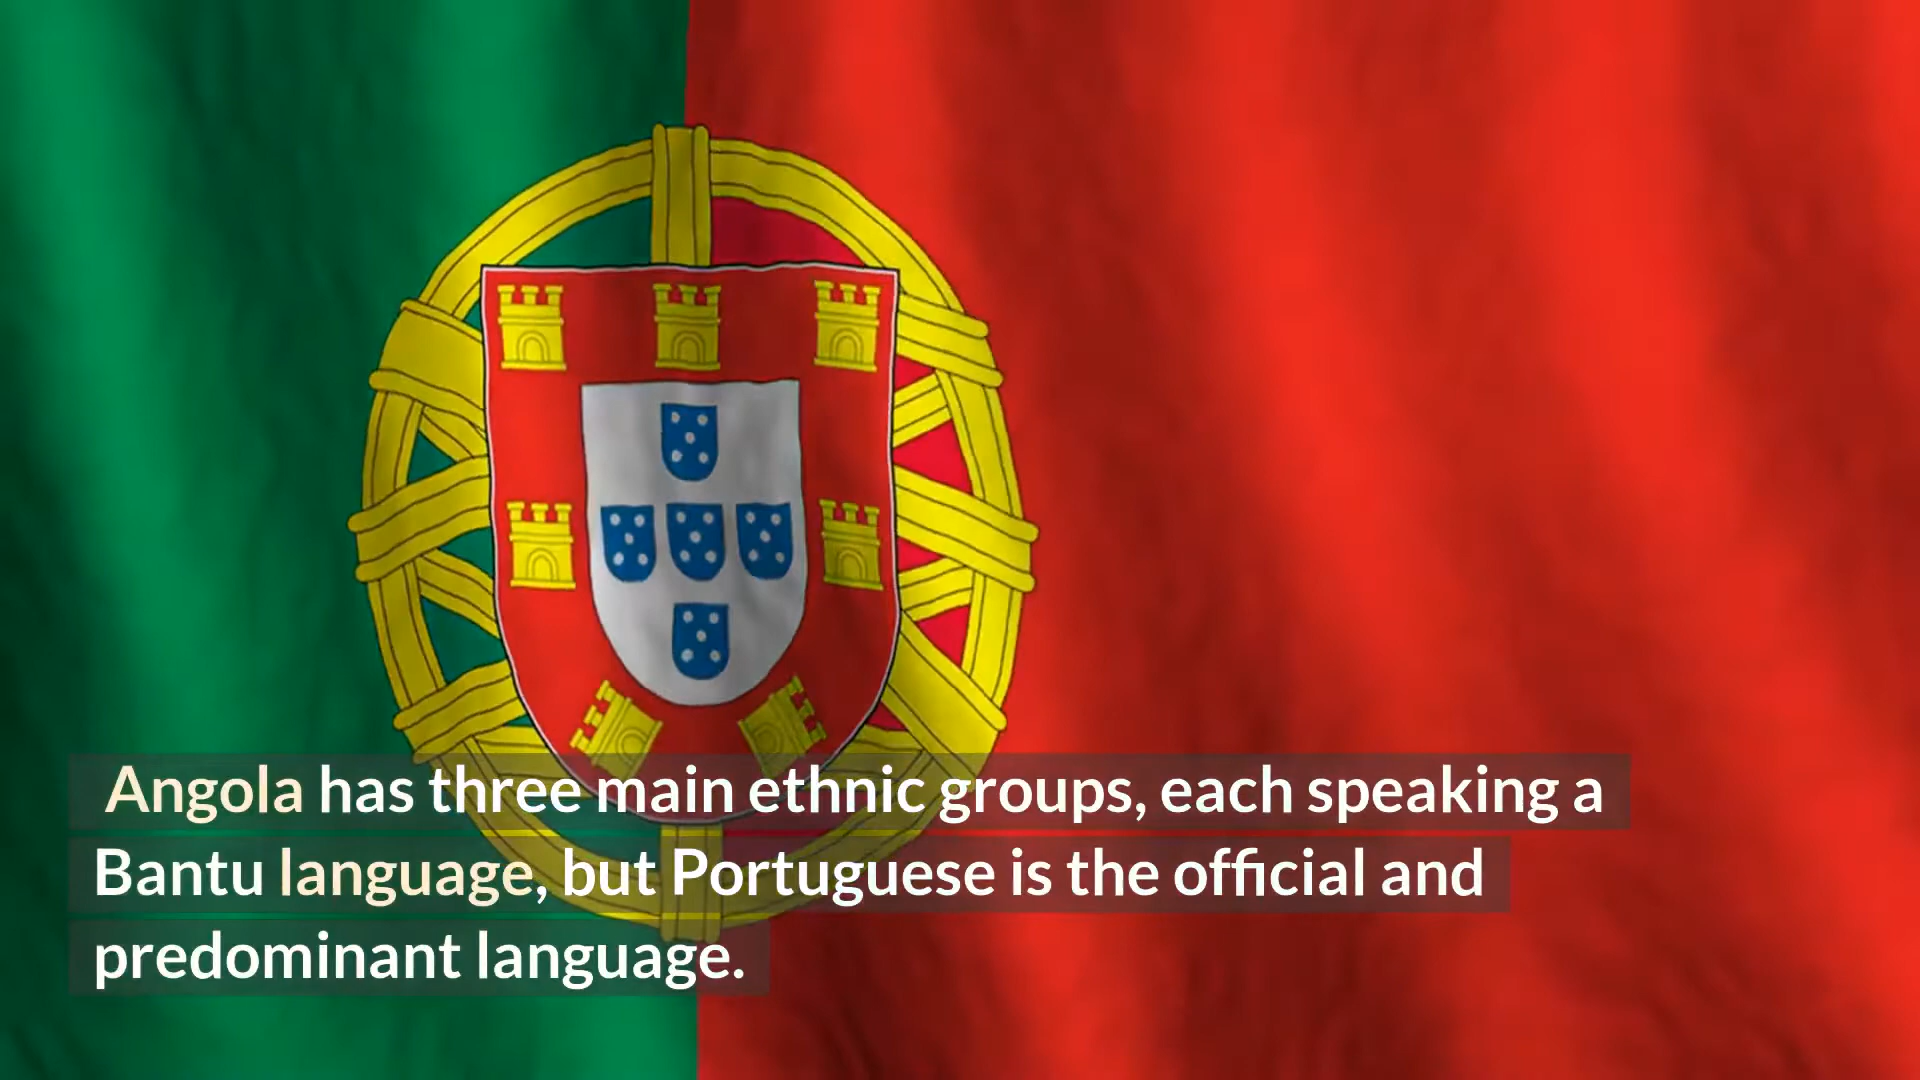 Angola has three main ethnic groups, each speaking a
Bantu language, but Portuguese is the official and
predominant language.